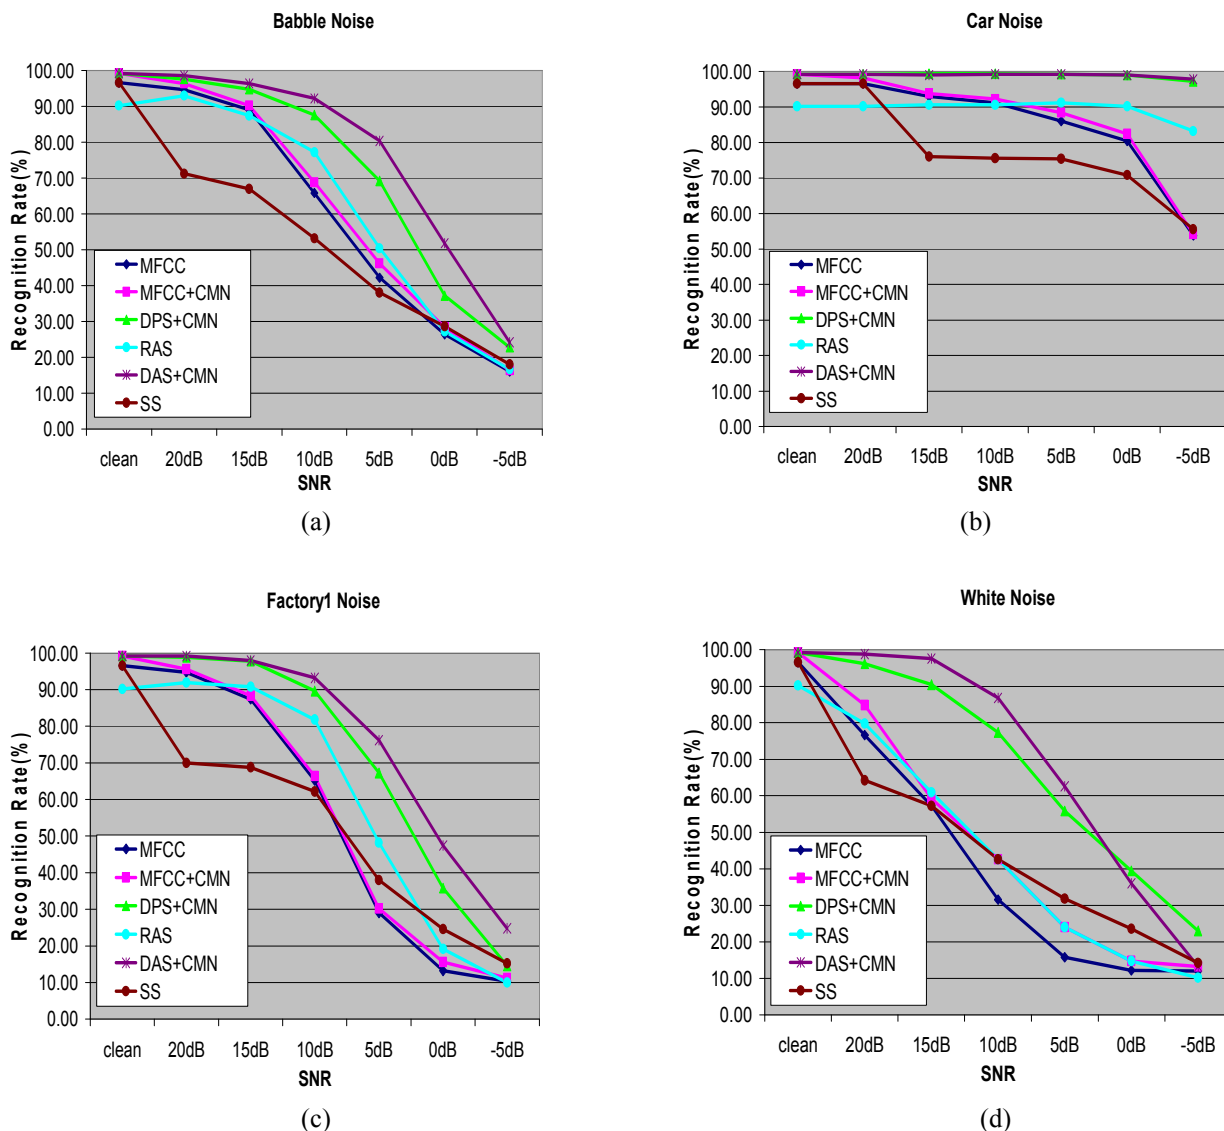 Babble Noise
100.00
90.00
80.00
70.00
60.00
50.00
40.00
30.00
20.00
10.00
0.00
Recognition Rate(%)
MFCC
MFCC+CMN
DPS+CMN
RAS
DAS+CMN
SS
clean 20dB 15dB 10dB 5dB 0dB -5dB
SNR
(a)
Car Noise
100.00
90.00
80.00
70.00
60.00
50.00
40.00
30.00
20.00
10.00
0.00
Recognition Rate(%)
MFCC
MFCC+CMN
DPS+CMN
RAS
DAS+CMN
SS
clean 20dB 15dB 10dB 5dB 0dB -5dB
SNR
(b)
Factory1 Noise
100.00
90.00
80.00
70.00
60.00
50.00
40.00
30.00
20.00
10.00
0.00
Recognition Rate(%)
MFCC
MFCC+CMN
DPS+CMN
RAS
DAS+CMN
SS
clean 20dB 15dB 10dB 5dB 0dB -5dB
SNR
(c)
White Noise
100.00
90.00
80.00
70.00
60.00
50.00
40.00
30.00
20.00
10.00
0.00
Recognition Rate(%)
MFCC
MFCC+CMN
DPS+CMN
RAS
DAS+CMN
SS
clean 20dB 15dB 10dB 5dB 0dB -5dB
SNR
(d)